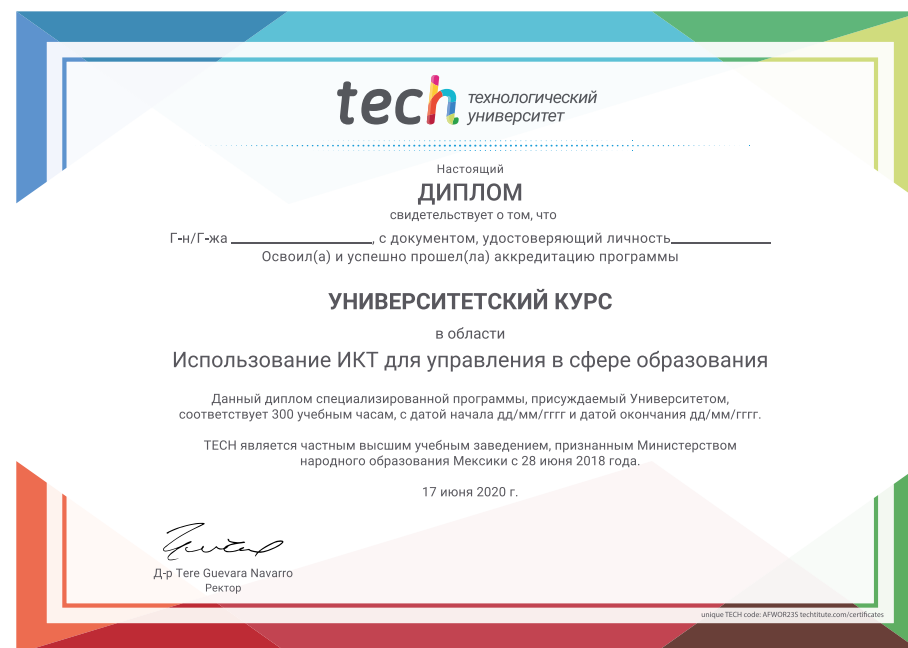 tech технологический
университет
Настоящий
ДИПЛОМ
свидетельствует о том, что
Г-н/Г-жа _______________, с документом, удостоверяющий личность___________
Освоил(а) и успешно прошел(ла) аккредитацию программы
УНИВЕРСИТЕТСКИЙ КУРС
в области
Использование ИКТ для управления в сфере образования
Данный диплом специализированной программы, присуждаемый Университетом,
соответствует 300 учебным часам, с датой начала дд/мм/гггг и датой окончания дд/мм/гггг.
TECH является частным высшим учебным заведением, признанным Министерством
народного образования Мексики с 28 июня 2018 года.
17 июня 2020 г.
Д-р Tere Guevara Navarro
Ректор
unique TECH code: AFWOR23S techtitute.com/certificates